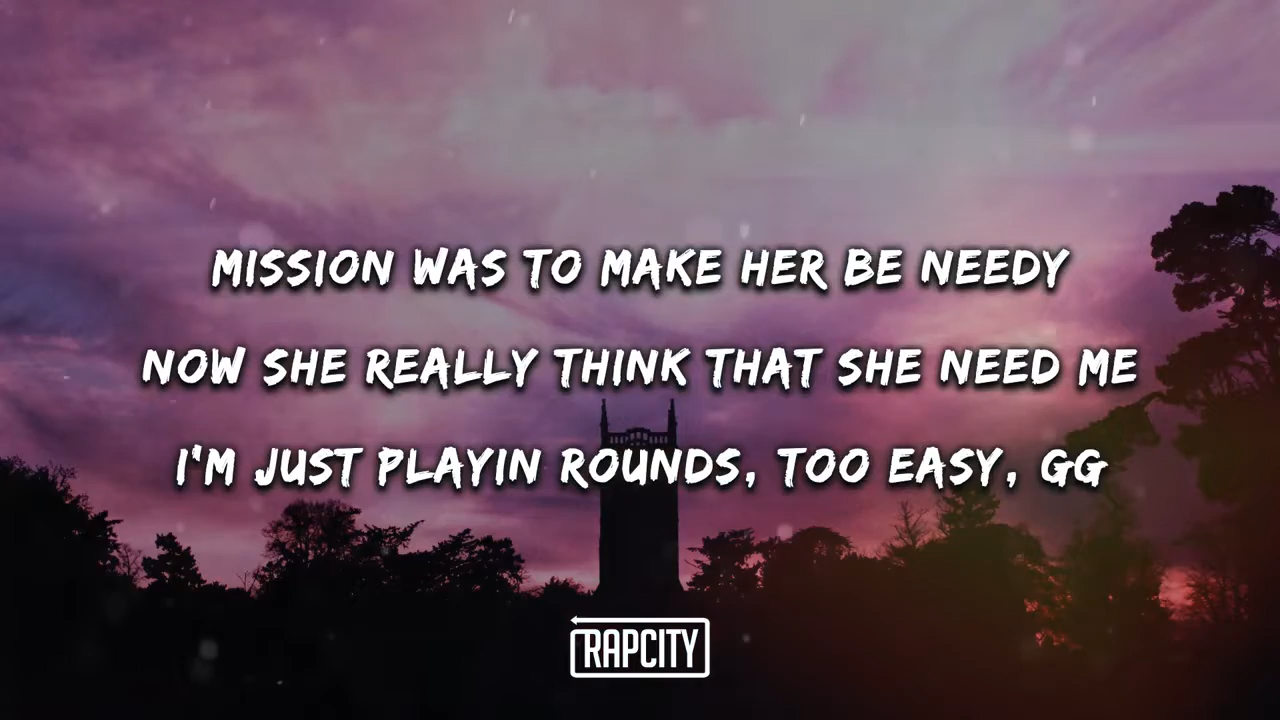 MISSION WAS TO MAKE HER BE NEEDY
NOW SHE REALLY THINK THAT SHE NEED ME
I'M JUST PLAYIN ROUNDS, TOO EASY, GG
RAPCITY